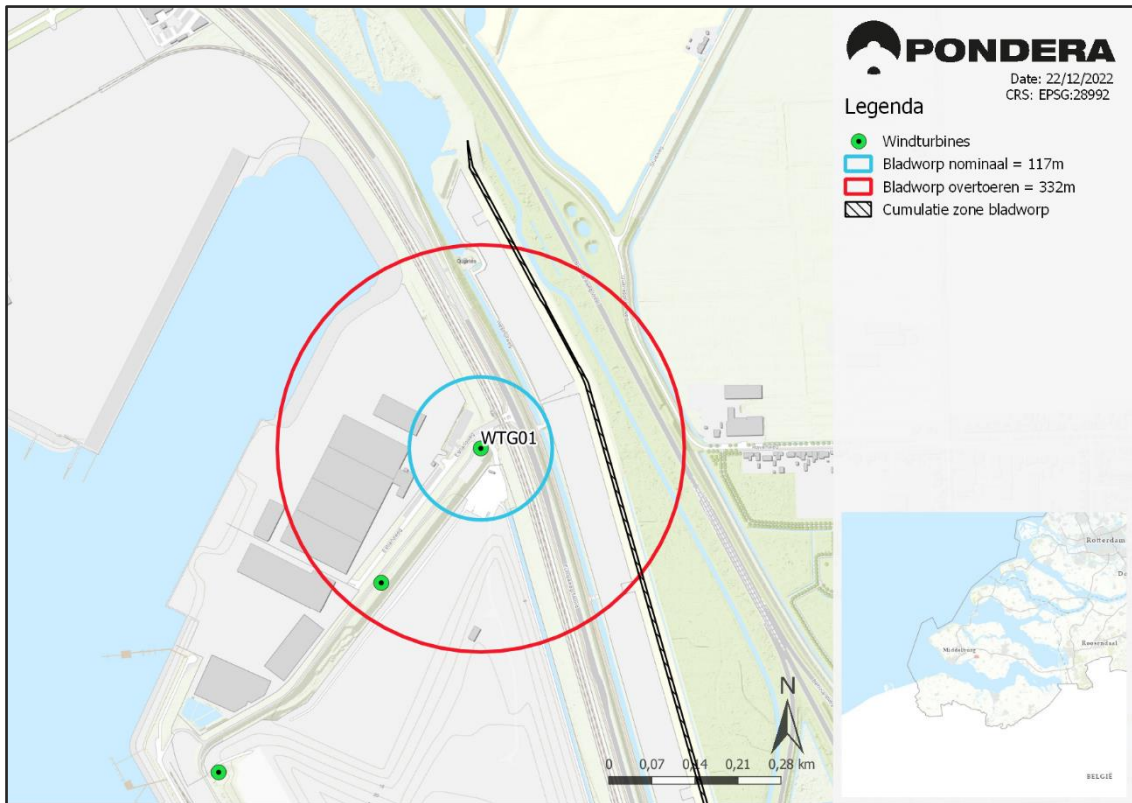 PONDERA
Date: 22/12/2022
CRS: EPSG:28992
Legenda
Windturbines
Bladworp nominaal = 117m
Bladworp overtoeren = 332m
Cumulatie zone bladworp
WTG01
N
0 0,07 0,14 0,21 0,28 km
Rotterdam
Middelburg
Roosendaal
BELGIË